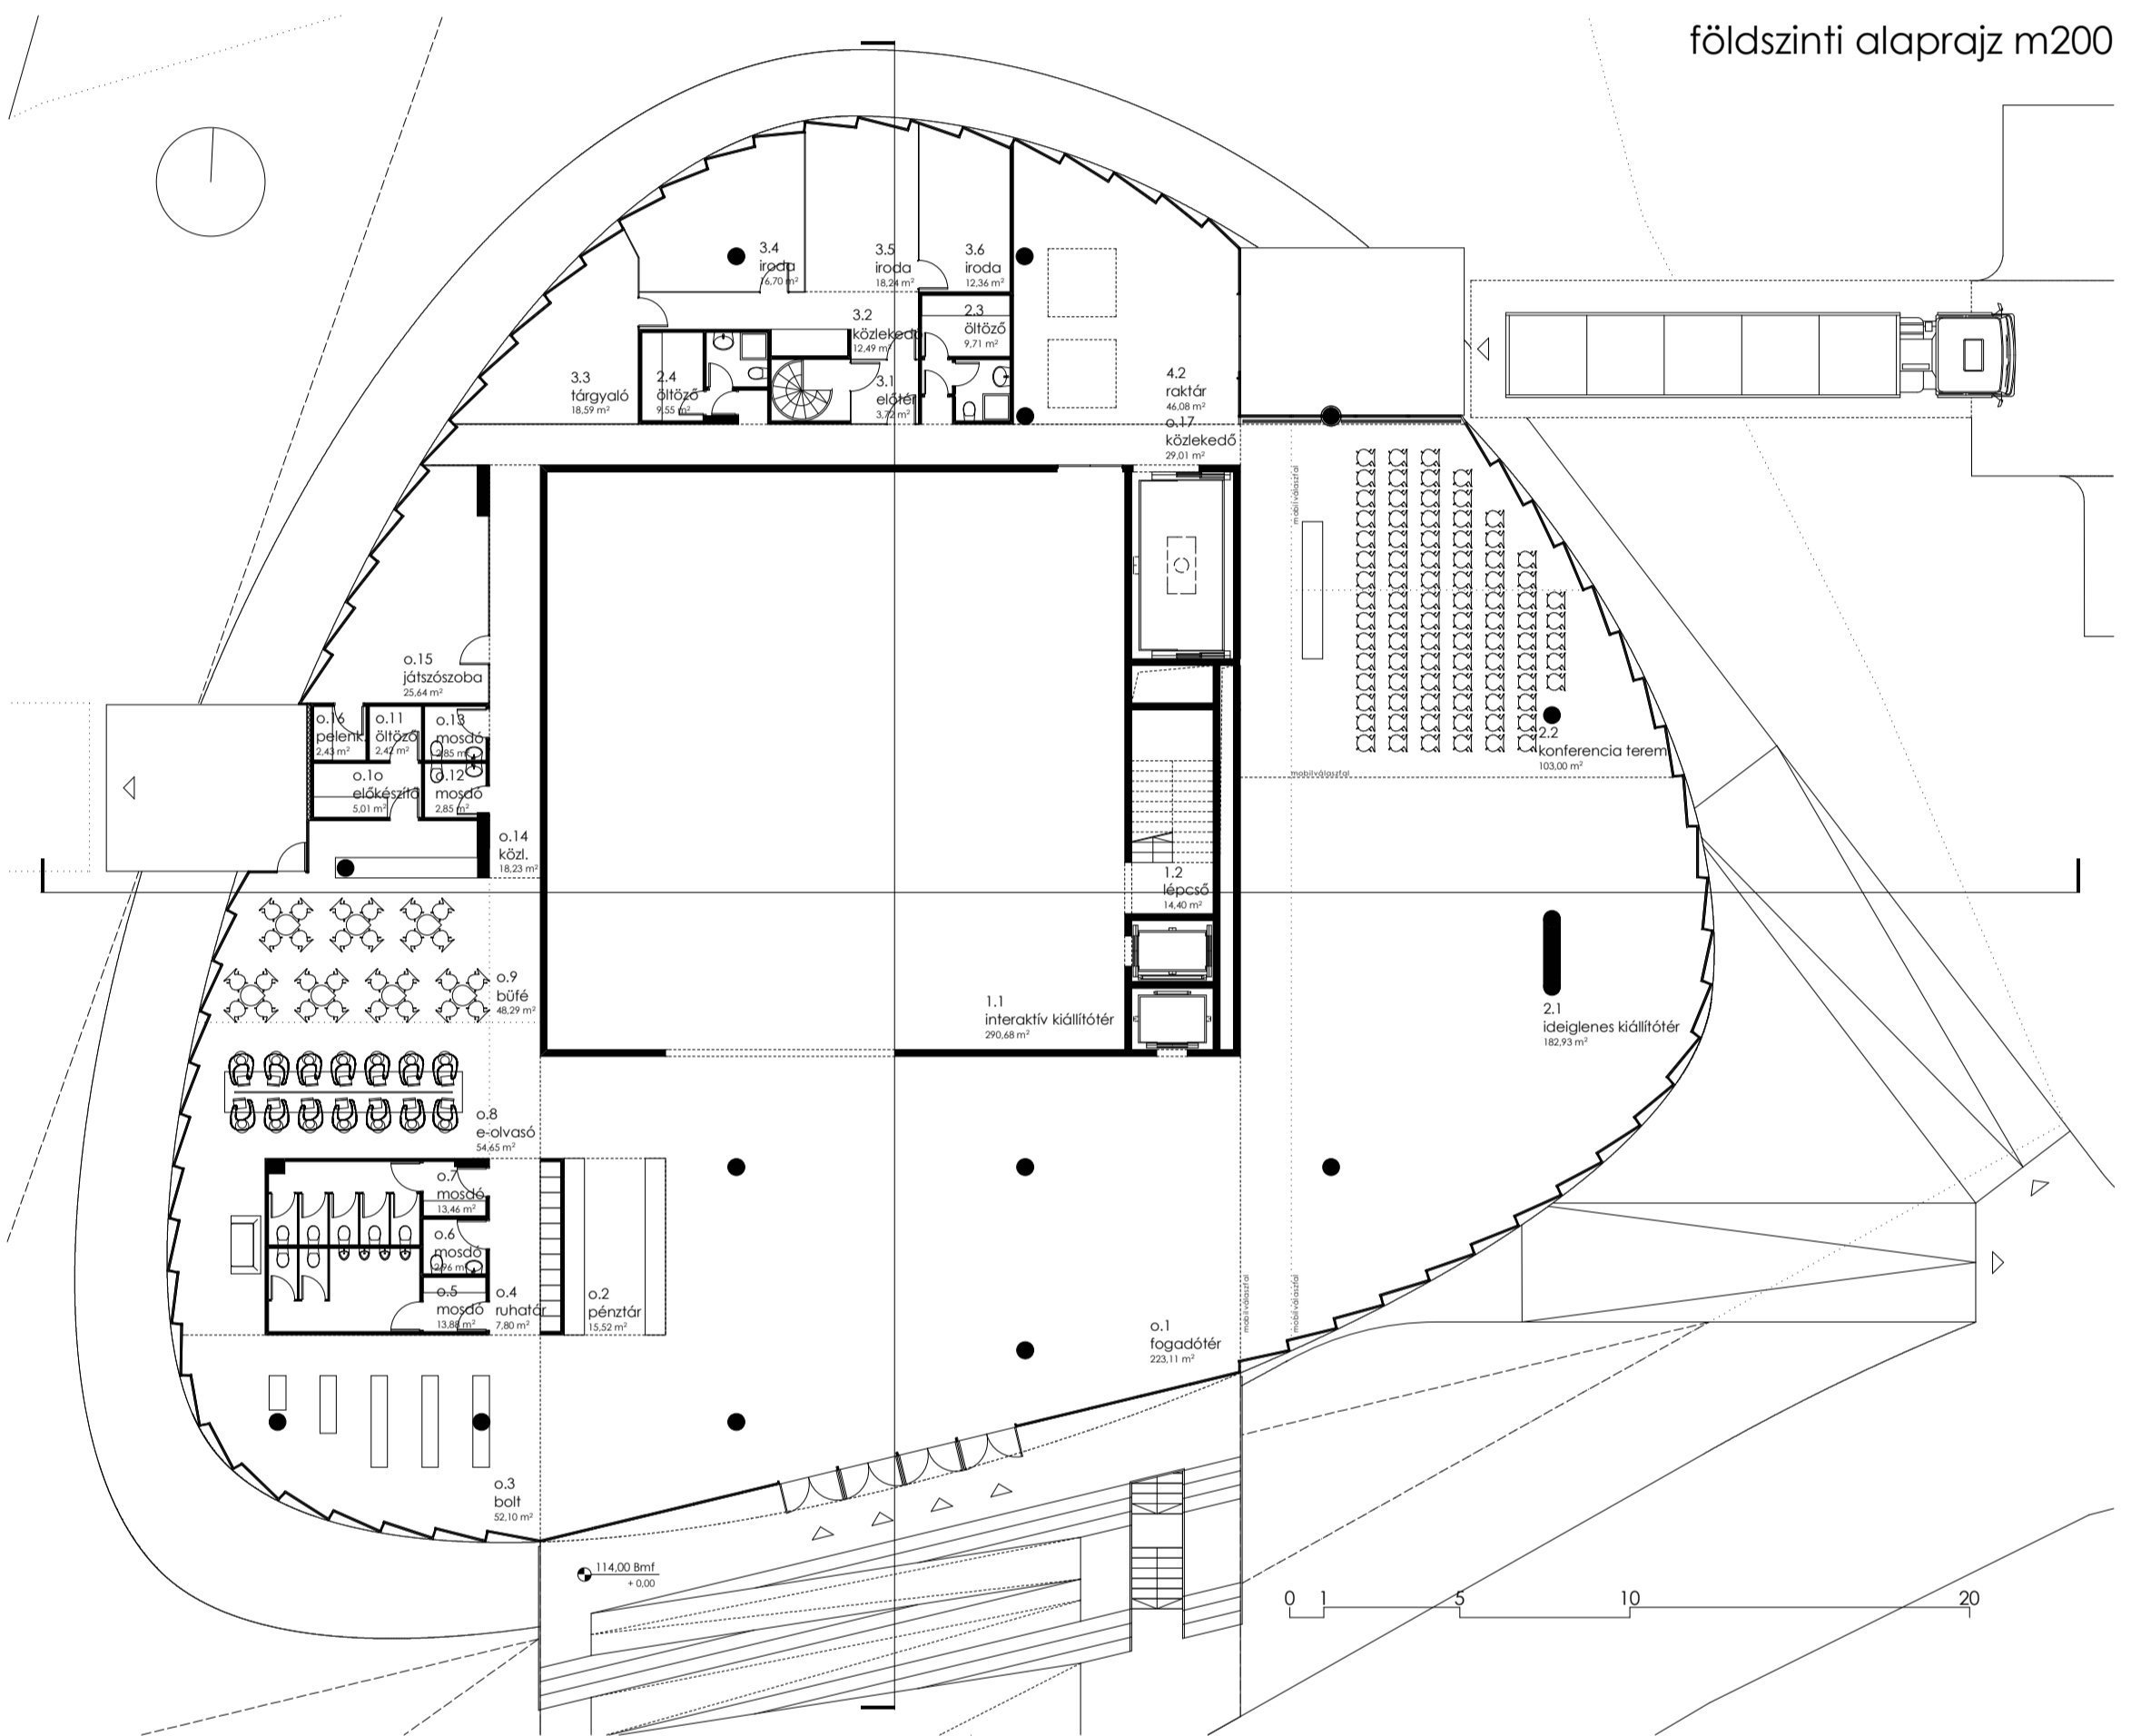 földszinti alaprajz m200
3.4
iroda
16,70 m²
3.5
iroda
18,24 m²
3.6
iroda
12,36 m²
3.2
közlekedő
12,49 m²
2.3
öltöző
9,71 m²
3.3
tárgyaló
18,59 m²
2.4
öltöző
9,55 m²
3.1
előtér
3,72 m²
4.2
raktár
46,08 m²
o.17
közlekedő
29,01 m²
mobilválaszfal
o.15
játszószoba
25,64 m²
o.16
pelenk.
2,43 m²
o.11
öltöző
2,42 m²
o.13
mosdó
2,85 m²
o.1o
előkészítő
5,01 m²
o.12
mosdó
2,85 m²
2.2
konferencia terem
103,00 m²
mobilválaszfal
o.14
közl.
18,23 m²
1.2
lépcső
14,40 m²
o.9
büfé
48,29 m²
1.1
interaktív kiállítótér
290,68 m²
2.1
ideiglenes kiállítótér
182,93 m²
o.8
e-olvasó
54,65 m²
o.7
mosdó
13,46 m²
o.6
mosdó
2,96 m²
o.5
mosdó
13,88 m²
o.4
ruhatár
7,80 m²
o.2
pénztár
15,52 m²
mobilválaszfal
mobilválaszfal
o.1
fogadótér
223,11 m²
o.3
bolt
52,10 m²
114,00 Bmf
+ 0,00
0 1 5 10 20